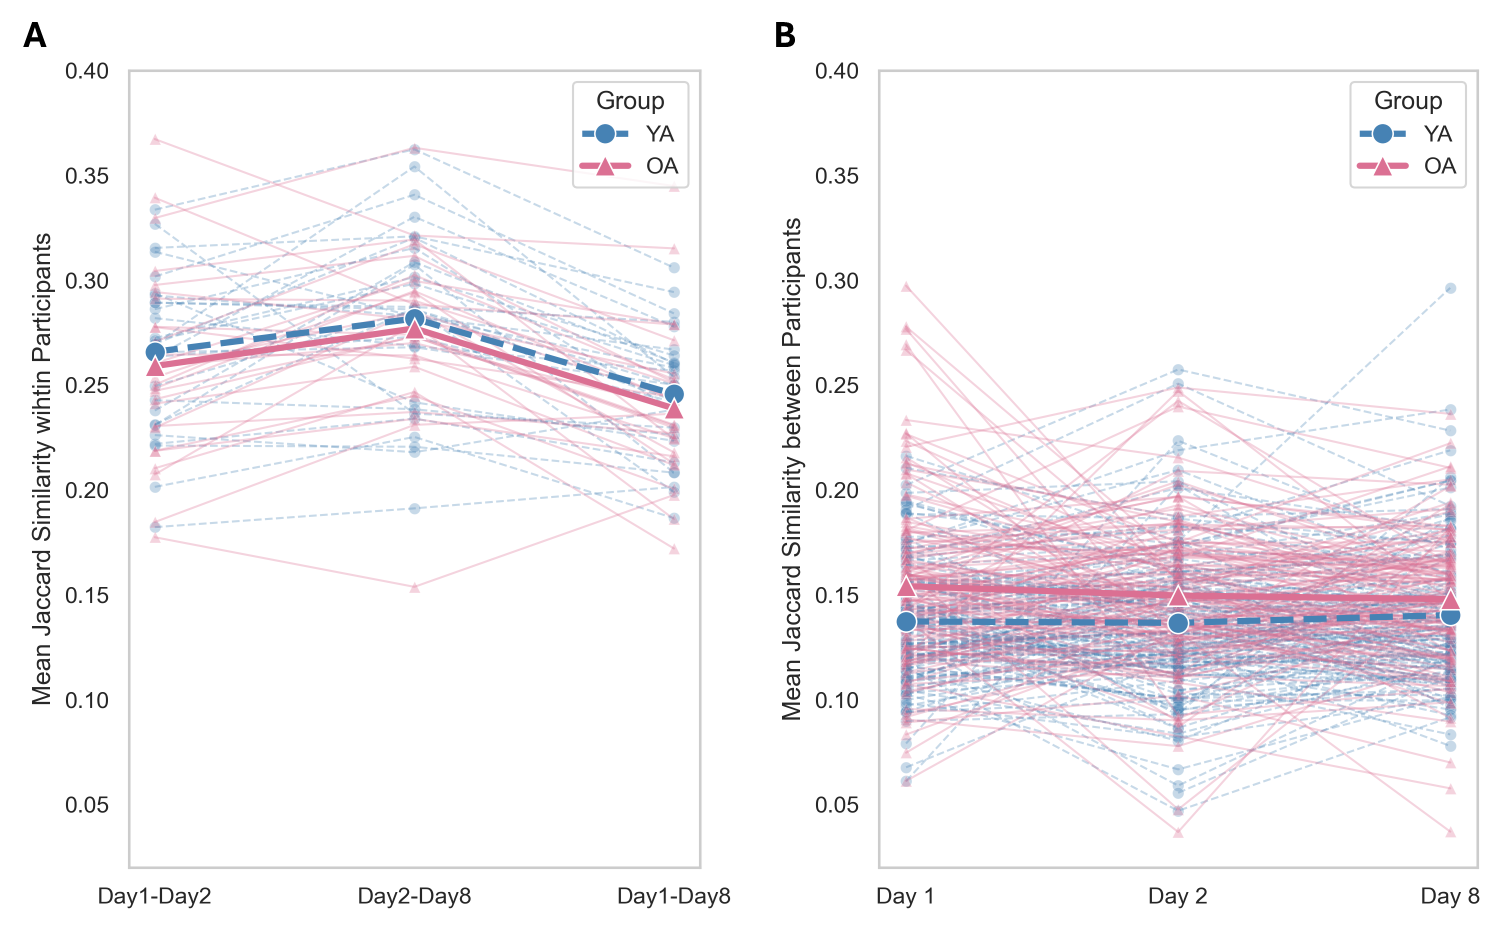 A
Mean Jaccard Similarity wihtin Participants
0.40
0.35
0.30
0.25
0.20
0.15
0.10
0.05
Group
YA
OA
Day1-Day2
Day2-Day8
Day1-Day8
B
Mean Jaccard Similarity between Participants
0.40
0.35
0.30
0.25
0.20
0.15
0.10
0.05
Group
YA
OA
Day 1
Day 2
Day 8